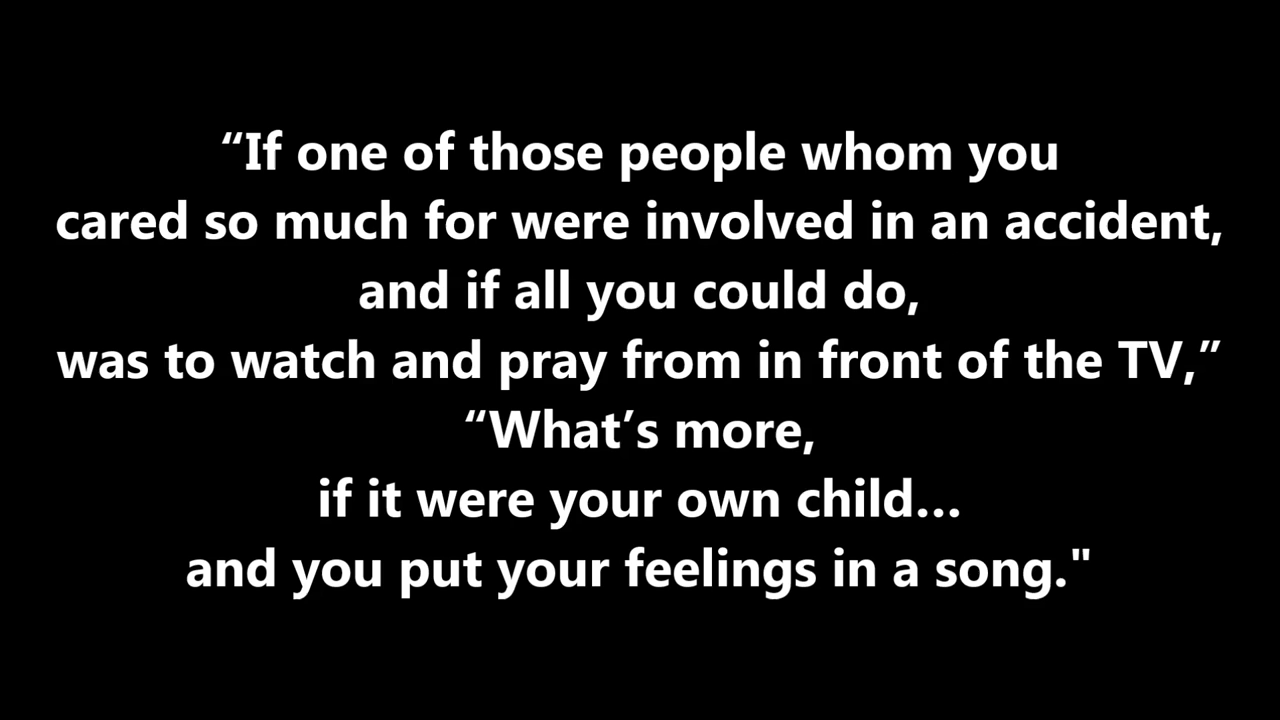 “If one of those people whom you
cared so much for were involved in an accident,
and if all you could do,
was to watch and pray from in front of the TV,”
“What’s more,
if it were your own child…
and you put your feelings in a song."